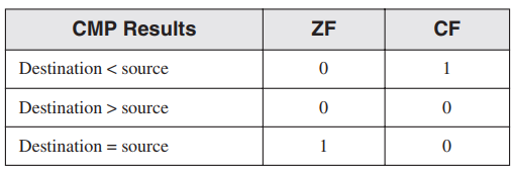 CMP Results ZF CF
Destination < source 0 1
Destination > source 0 0
Destination = source 1 0